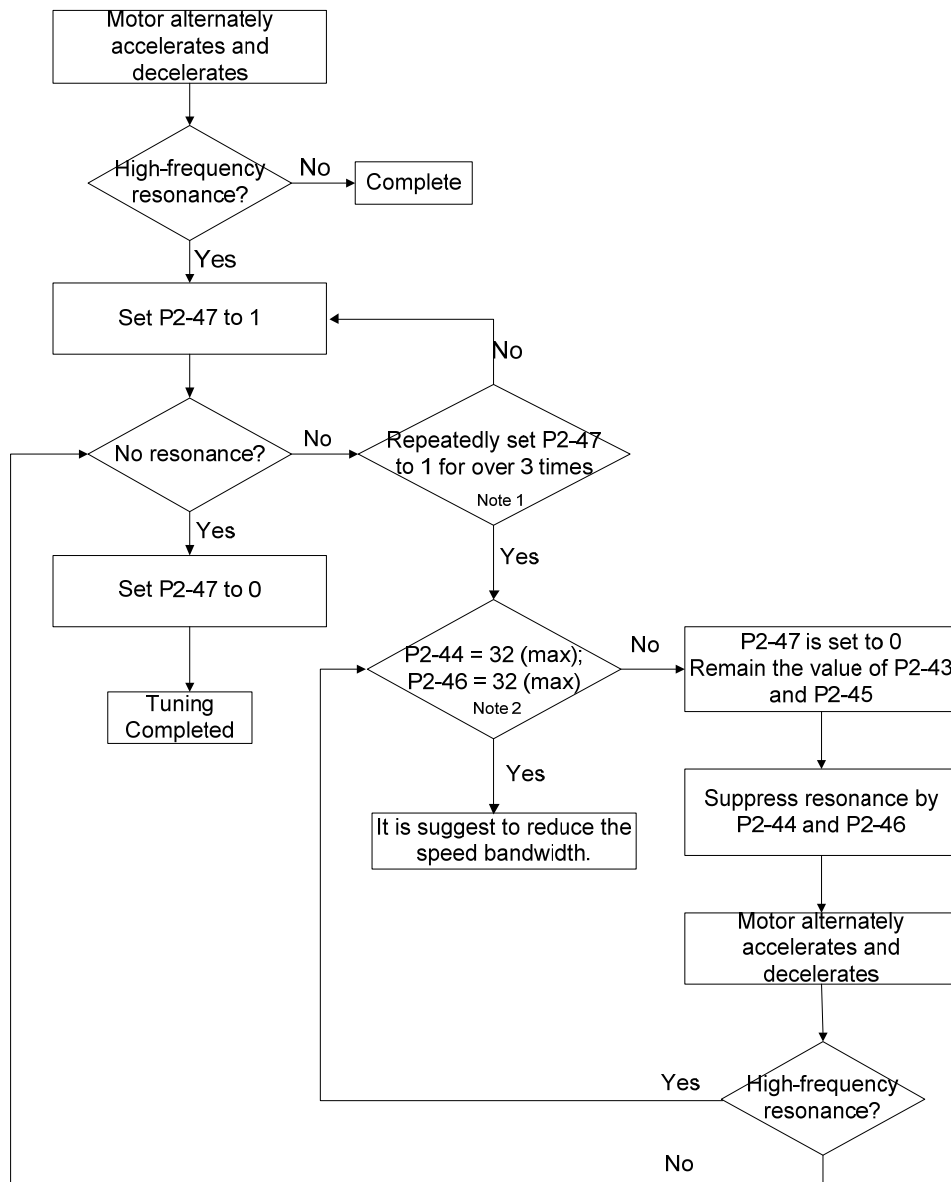 Motor alternately
accelerates and
decelerates
High-frequency
resonance?
No
Complete
Yes
Set P2-47 to 1
No
No resonance?
No
Repeatedly set P2-47
to 1 for over 3 times
Note 1
Yes
Yes
Set P2-47 to 0
Tuning
Completed
P2-44 = 32 (max);
P2-46 = 32 (max)
Note 2
No
P2-47 is set to 0
Remain the value of P2-43
and P2-45
Yes
It is suggest to reduce the
speed bandwidth.
Suppress resonance by
P2-44 and P2-46
Motor alternately
accelerates and
decelerates
Yes
High-frequency
resonance?
No